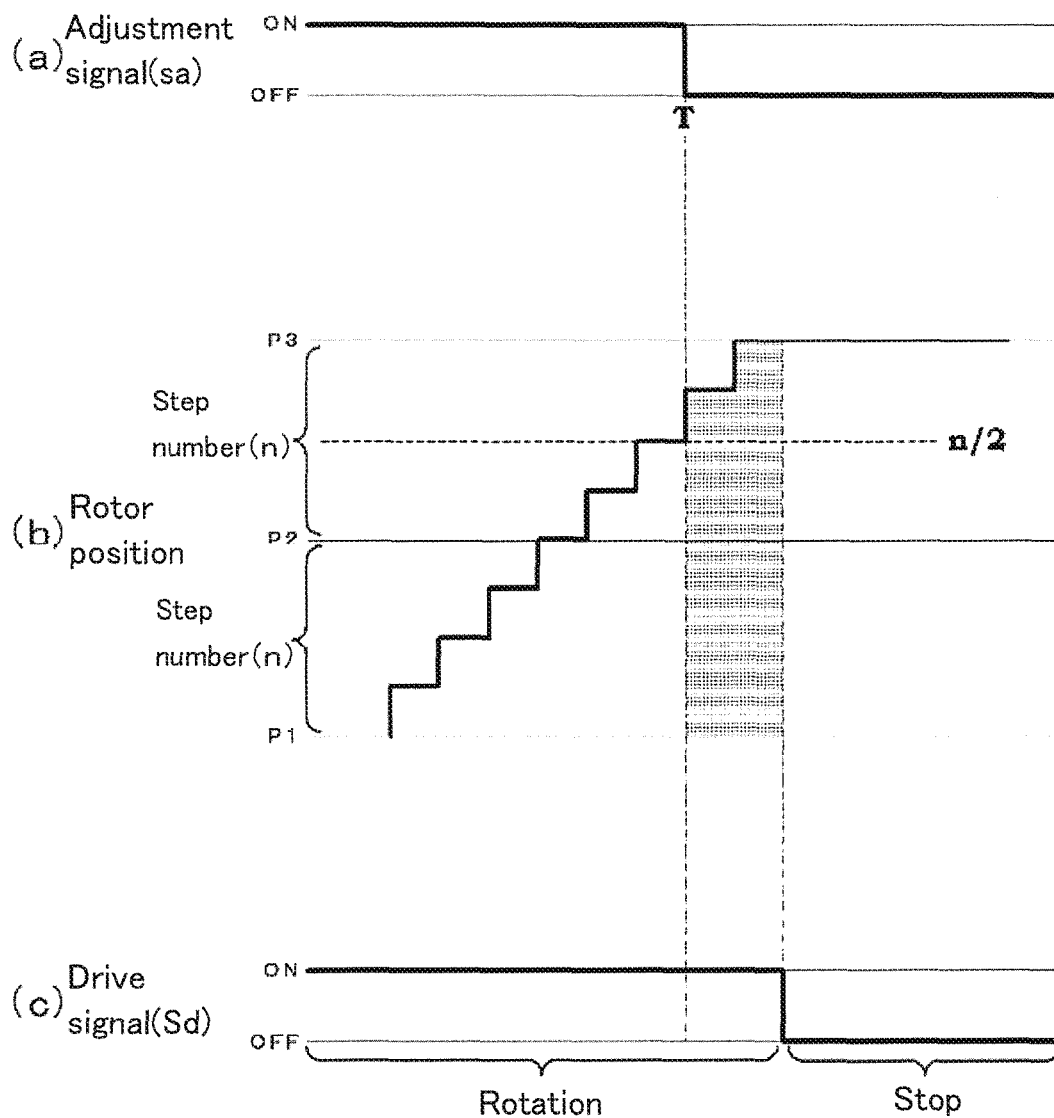 ON
(a) Adjustment
signal(sa)
OFF
T
P3
Step
number(n)
n/2
(b) Rotor
position
P2
Step
number(n)
P1
ON
(c) Drive
signal(Sd)
OFF
Rotation
Stop